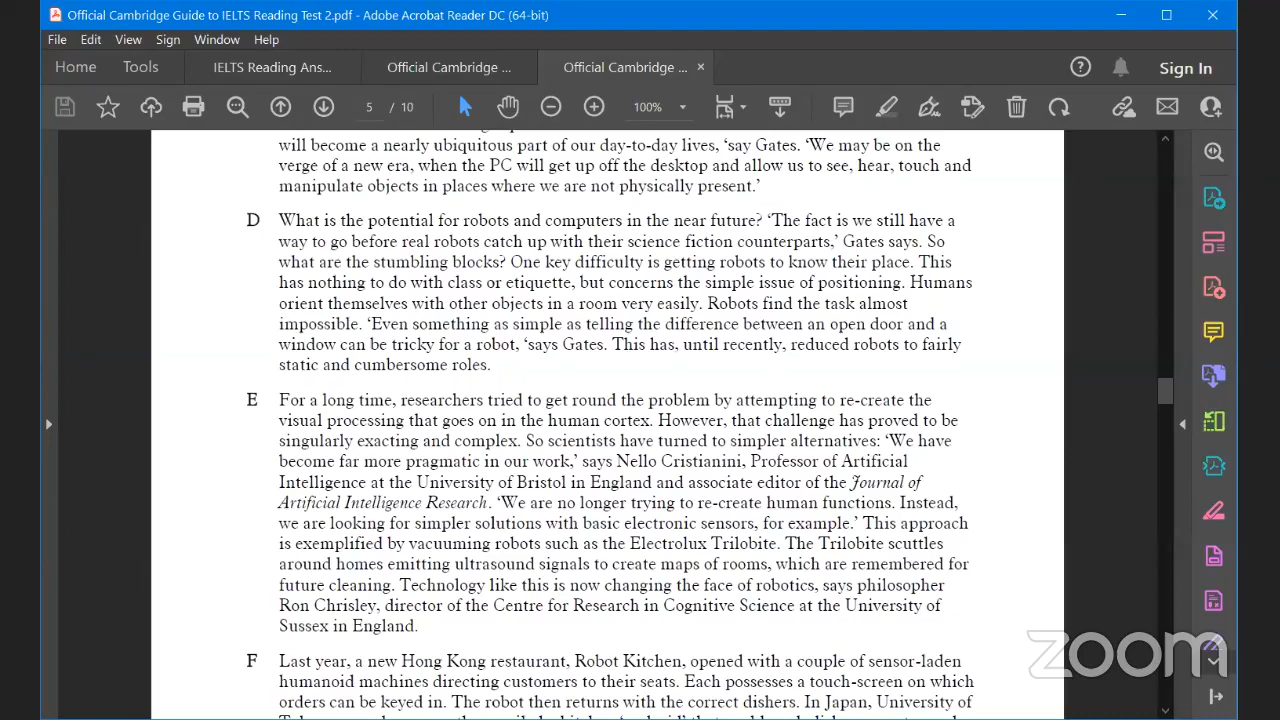 Official Cambridge Guide to IELTS Reading Test 2.pdf - Adobe Acrobat Reader DC (64-bit)
File Edit View Sign Window Help
Home Tools IELTS Reading Ans... Official Cambridge ... Official Cambridge ... × Sign In
5 / 10 100%
will become a nearly ubiquitous part of our day-to-day lives, ‘say Gates. ‘We may be on the
verge of a new era, when the PC will get up off the desktop and allow us to see, hear, touch and
manipulate objects in places where we are not physically present.’
D What is the potential for robots and computers in the near future? ‘The fact is we still have a
way to go before real robots catch up with their science fiction counterparts,’ Gates says. So
what are the stumbling blocks? One key difficulty is getting robots to know their place. This
has nothing to do with class or etiquette, but concerns the simple issue of positioning. Humans
orient themselves with other objects in a room very easily. Robots find the task almost
impossible. ‘Even something as simple as telling the difference between an open door and a
window can be tricky for a robot, ‘says Gates. This has, until recently, reduced robots to fairly
static and cumbersome roles.
E For a long time, researchers tried to get round the problem by attempting to re-create the
visual processing that goes on in the human cortex. However, that challenge has proved to be
singularly exacting and complex. So scientists have turned to simpler alternatives: ‘We have
become far more pragmatic in our work,’ says Nello Cristianini, Professor of Artificial
Intelligence at the University of Bristol in England and associate editor of the Journal of
Artificial Intelligence Research. ‘We are no longer trying to re-create human functions. Instead,
we are looking for simpler solutions with basic electronic sensors, for example.’ This approach
is exemplified by vacuuming robots such as the Electrolux Trilobite. The Trilobite scuttles
around homes emitting ultrasound signals to create maps of rooms, which are remembered for
future cleaning. Technology like this is now changing the face of robotics, says philosopher
Ron Chrisley, director of the Centre for Research in Cognitive Science at the University of
Sussex in England.
F Last year, a new Hong Kong restaurant, Robot Kitchen, opened with a couple of sensor-laden
humanoid machines directing customers to their seats. Each possesses a touch-screen on which
orders can be keyed in. The robot then returns with the correct dishers. In Japan, University of
zoom